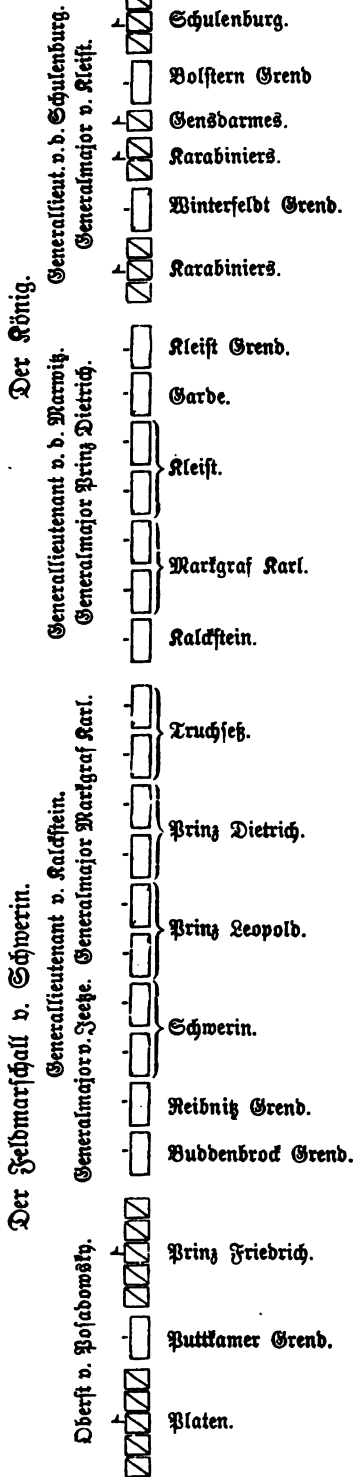 Der König.
Generallieut. v. d. Schulenburg.
Generalmajor v. Kleist.
Schulenburg.
Bolstern Grend
Gensdarmes.
Karabiniers.
Winterfeldt Grend.
Karabiniers.
Generallieutenant v. d. Marwitz.
Generalmajor Prinz Dietrich.
Kleist Grend.
Garde.
Kleist.
Markgraf Karl.
Kalckstein.
Der Feldmarschall v. Schwerin.
Generallieutenant v. Kalckstein.
Generalmajor v. Jeetze. Generalmajor Markgraf Karl.
Truchseß.
Prinz Dietrich.
Prinz Leopold.
Schwerin.
Reibnitz Grend.
Buddenbrock Grend.
Oberst v. Posadowsky.
Prinz Friedrich.
Puttkamer Grend.
Platen.